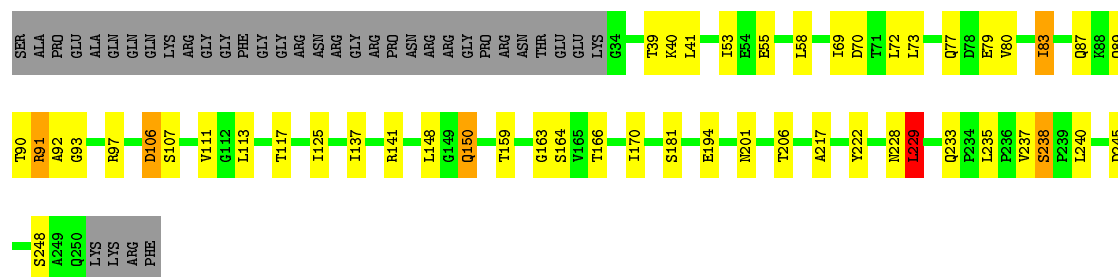 SER ALA PRO GLU ALA GLN GLN GLN LYS ARG GLY GLY PHE GLY GLY ARG ASN ARG GLY ARG PRO ASN ARG ARG GLY PRO ARG ASN THR GLU GLU LYS G34 T39 K40 L41 I53 E54 E55 L58 I69 D70 T71 L72 L73 Q77 D78 E79 V80 I83 Q87 K88 Q89
T90 R91 A92 G93 R97 D106 S107 V111 G112 L113 T117 I125 I137 R141 L148 G149 Q150 T159 G163 S164 V165 T166 I170 S181 E194 N201 T206 A217 Y222 N228 L229 Q233 P234 L235 P236 V237 S238 P239 L240 D245
S248 A249 Q250 LYS LYS ARG PHE